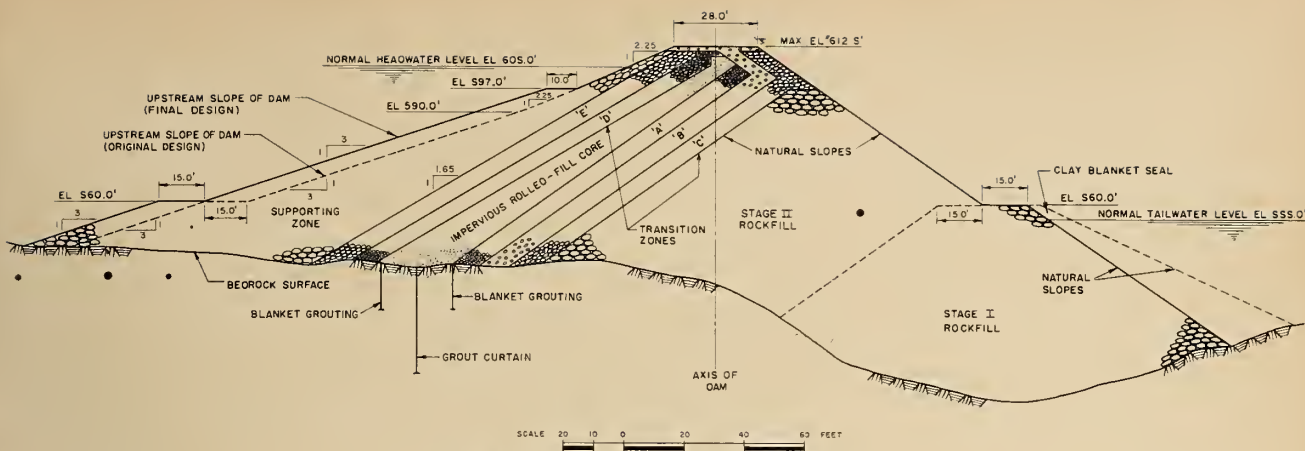 28.0'
MAX EL 612 5'
NORMAL HEADWATER LEVEL EL 605.0'
2.25
1
EL 597.0'
10.0'
UPSTREAM SLOPE OF DAM
(FINAL DESIGN)
EL 590.0'
2.25
1
UPSTREAM SLOPE OF DAM
(ORIGINAL DESIGN)
3
1
'E'
'D'
'A'
'B'
'C'
NATURAL SLOPES
1.65
1
3
1
CLAY BLANKET SEAL
EL 560.0'
15.0'
15.0'
EL 560.0'
15.0'
15.0'
NORMAL TAILWATER LEVEL EL 555.0'
3
1
3
1
SUPPORTING
ZONE
IMPERVIOUS ROLLED-FILL CORE
TRANSITION
ZONES
STAGE II
ROCKFILL
BEDROCK SURFACE
NATURAL
SLOPES
BLANKET GROUTING
BLANKET GROUTING
STAGE I
ROCKFILL
GROUT CURTAIN
AXIS OF
DAM
SCALE 20 10 0 20 40 60 FEET